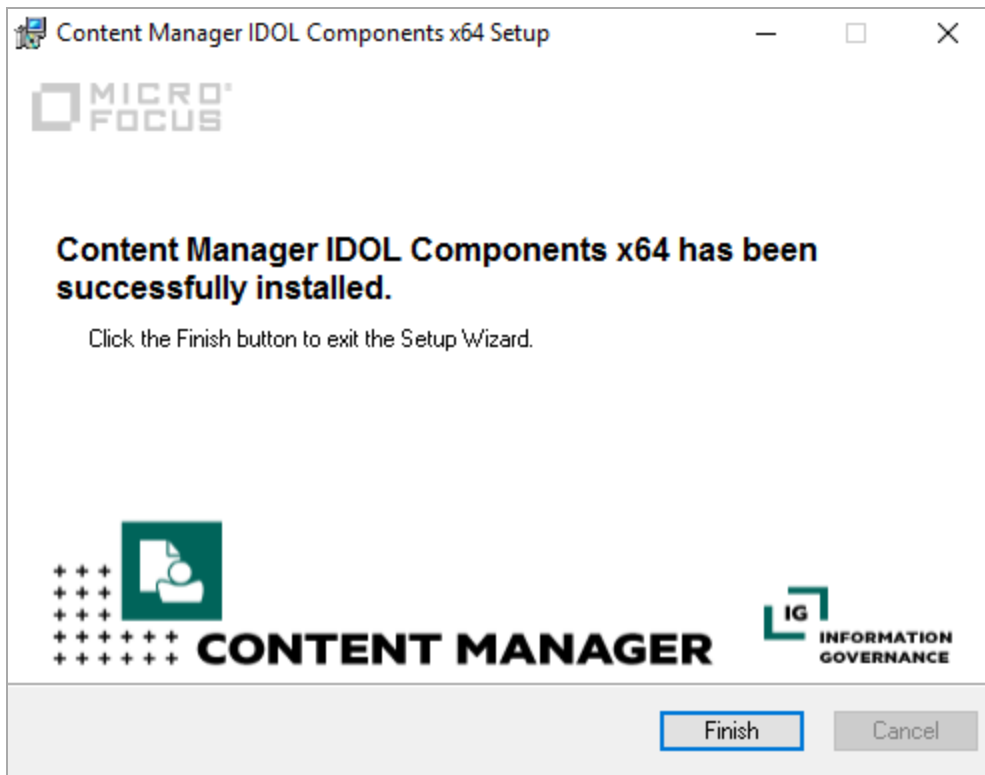 Content Manager IDOL Components x64 Setup
MICRO
FOCUS
Content Manager IDOL Components x64 has been
successfully installed.
Click the Finish button to exit the Setup Wizard.
CONTENT MANAGER
IG
INFORMATION
GOVERNANCE
Finish
Cancel